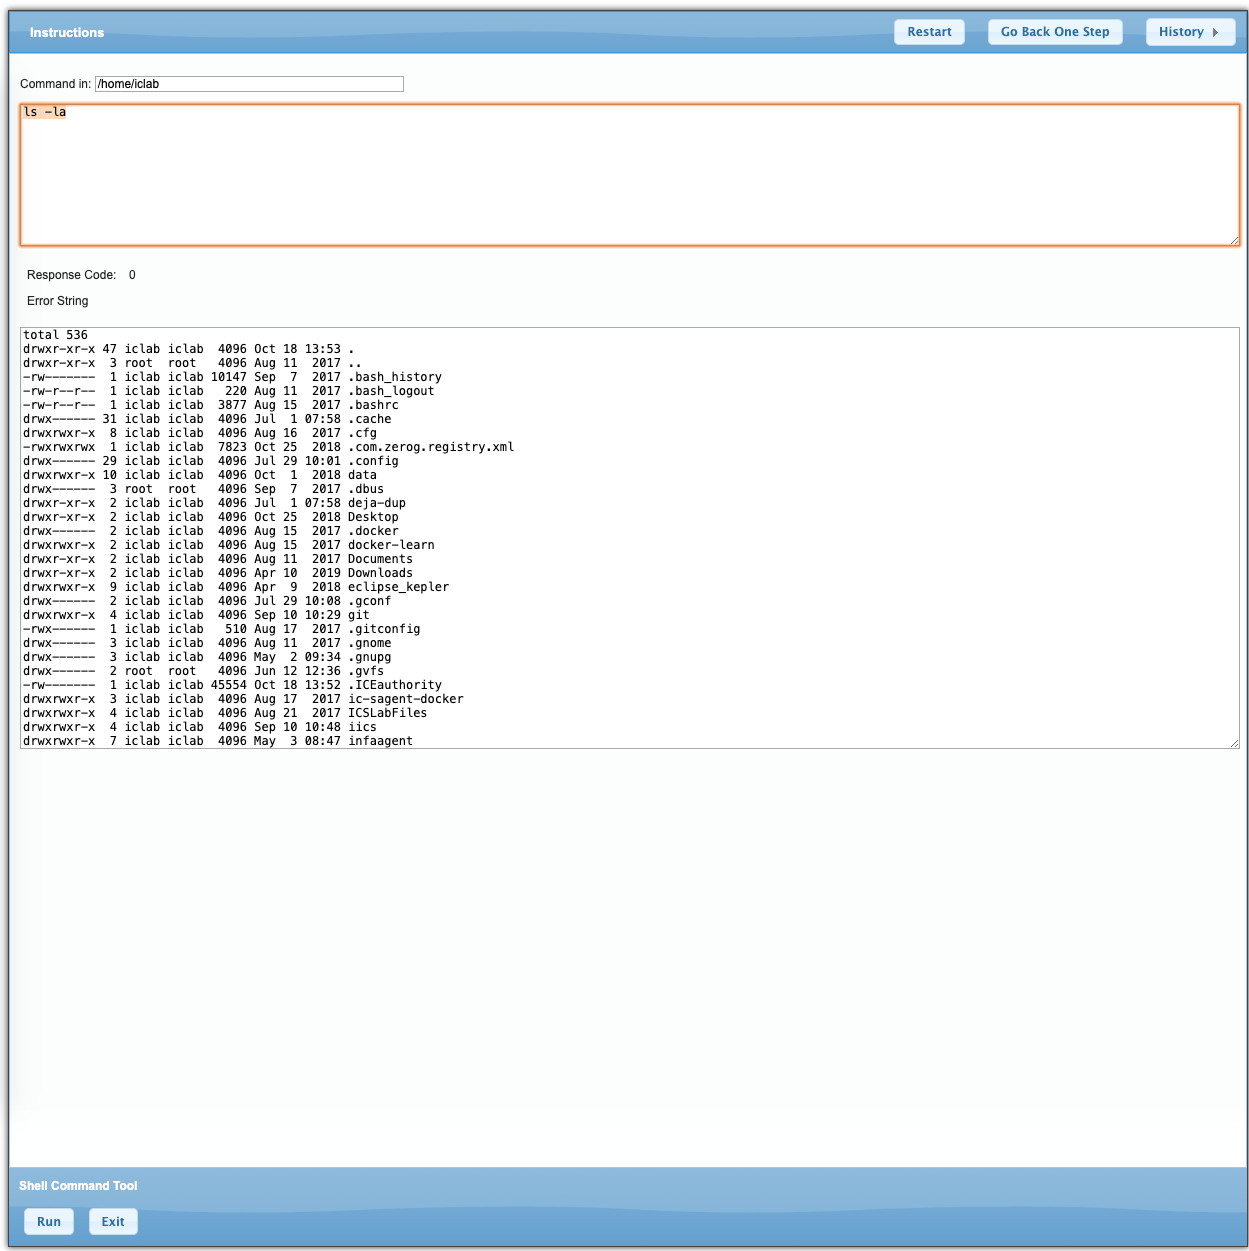 Instructions
Restart
Go Back One Step
History
Command in: /home/iclab
ls -la
Response Code: 0
Error String
total 536
drwxr-xr-x 47 iclab iclab  4096 Oct 18 13:53 .
drwxr-xr-x  3 root  root   4096 Aug 11  2017 ..
-rw-------  1 iclab iclab 10147 Sep  7  2017 .bash_history
-rw-r--r--  1 iclab iclab   220 Aug 11  2017 .bash_logout
-rw-r--r--  1 iclab iclab  3877 Aug 15  2017 .bashrc
drwx------ 31 iclab iclab  4096 Jul  1 07:58 .cache
drwxrwxr-x  8 iclab iclab  4096 Aug 16  2017 .cfg
-rwxrwxrwx  1 iclab iclab  7823 Oct 25  2018 .com.zerog.registry.xml
drwx------ 29 iclab iclab  4096 Jul 29 10:01 .config
drwxrwxr-x 10 iclab iclab  4096 Oct  1  2018 data
drwx------  3 root  root   4096 Sep  7  2017 .dbus
drwxr-xr-x  2 iclab iclab  4096 Jul  1 07:58 deja-dup
drwxr-xr-x  2 iclab iclab  4096 Oct 25  2018 Desktop
drwx------  2 iclab iclab  4096 Aug 15  2017 .docker
drwxrwxr-x  2 iclab iclab  4096 Aug 15  2017 docker-learn
drwxr-xr-x  2 iclab iclab  4096 Aug 11  2017 Documents
drwxr-xr-x  2 iclab iclab  4096 Apr 10  2019 Downloads
drwxrwxr-x  9 iclab iclab  4096 Apr  9  2018 eclipse_kepler
drwx------  2 iclab iclab  4096 Jul 29 10:08 .gconf
drwxrwxr-x  4 iclab iclab  4096 Sep 10 10:29 git
-rwx------  1 iclab iclab   510 Aug 17  2017 .gitconfig
drwx------  3 iclab iclab  4096 Aug 11  2017 .gnome
drwx------  3 iclab iclab  4096 May  2 09:34 .gnupg
drwx------  2 root  root   4096 Jun 12 12:36 .gvfs
-rw-------  1 iclab iclab 45554 Oct 18 13:52 .ICEauthority
drwxrwxr-x  3 iclab iclab  4096 Aug 17  2017 ic-sagent-docker
drwxrwxr-x  4 iclab iclab  4096 Aug 21  2017 ICSLabFiles
drwxrwxr-x  4 iclab iclab  4096 Sep 10 10:48 iics
drwxrwxr-x  7 iclab iclab  4096 May  3 08:47 infaagent
Shell Command Tool
Run
Exit